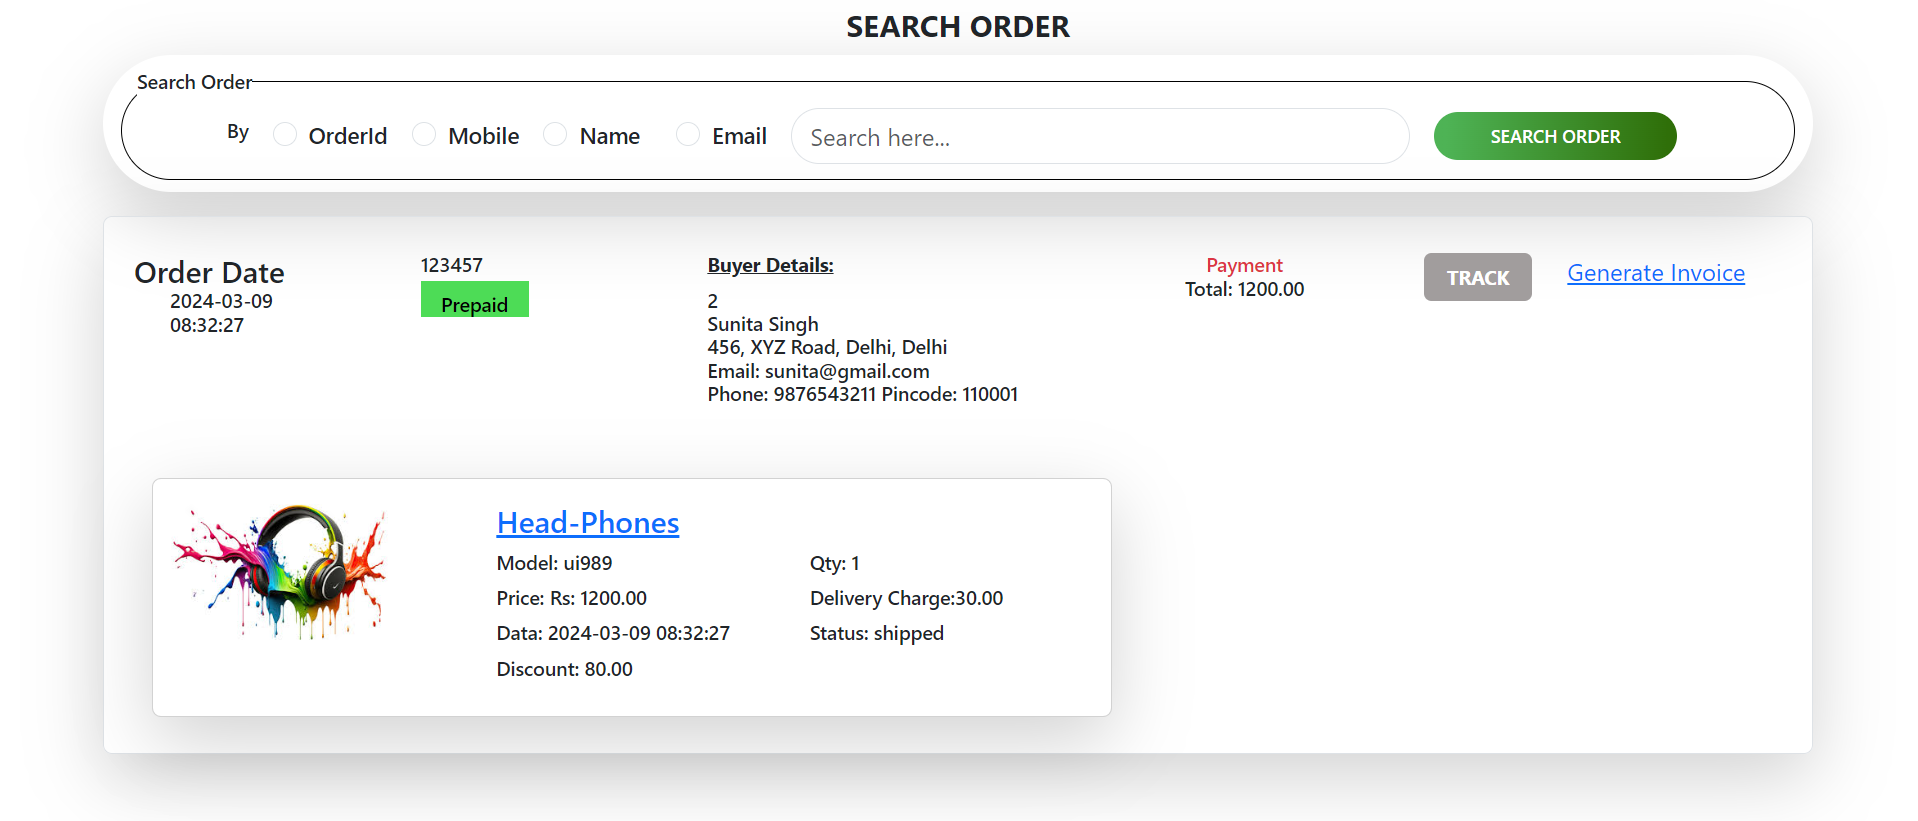 SEARCH ORDER
Search Order
By OrderId Mobile Name Email Search here... SEARCH ORDER
Order Date
2024-03-09
08:32:27
123457
Prepaid
Buyer Details:
2
Sunita Singh
456, XYZ Road, Delhi, Delhi
Email: sunita@gmail.com
Phone: 9876543211 Pincode: 110001
Payment
Total: 1200.00
TRACK
Generate Invoice
Head-Phones
Model: ui989 Qty: 1
Price: Rs: 1200.00 Delivery Charge:30.00
Data: 2024-03-09 08:32:27 Status: shipped
Discount: 80.00